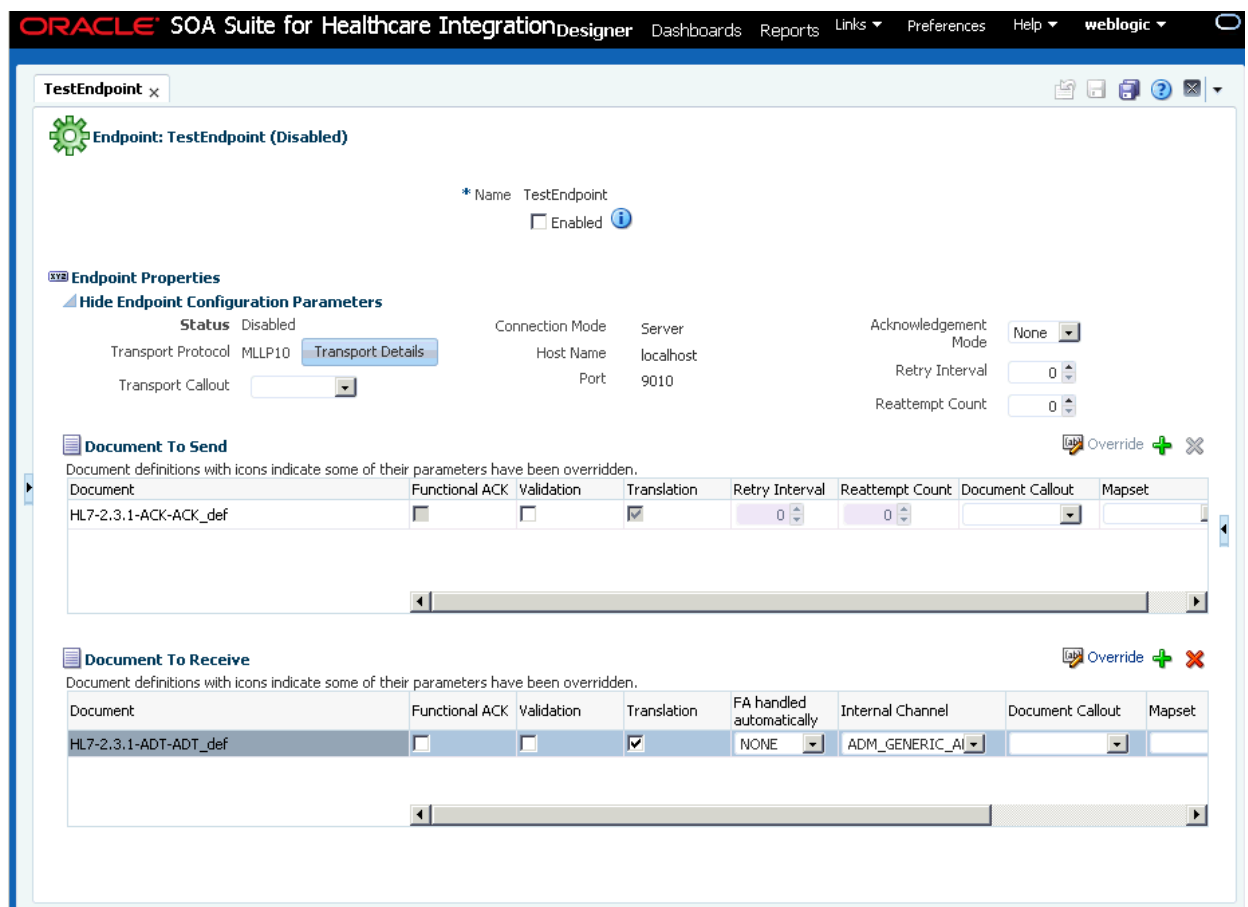 ORACLE SOA Suite for Healthcare Integration Designer Dashboards Reports Links Preferences Help weblogic
TestEndpoint x
Endpoint: TestEndpoint (Disabled)
* Name TestEndpoint
Enabled
XYZ Endpoint Properties
Hide Endpoint Configuration Parameters
Status Disabled Connection Mode Server Acknowledgement Mode None
Transport Protocol MLLP10 Transport Details Host Name localhost Retry Interval 0
Transport Callout Port 9010 Reattempt Count 0
Document To Send Override
Document definitions with icons indicate some of their parameters have been overridden.
Document Functional ACK Validation Translation Retry Interval Reattempt Count Document Callout Mapset
HL7-2.3.1-ACK-ACK_def 0 0
Document To Receive Override
Document definitions with icons indicate some of their parameters have been overridden.
Document Functional ACK Validation Translation FA handled automatically Internal Channel Document Callout Mapset
HL7-2.3.1-ADT-ADT_def NONE